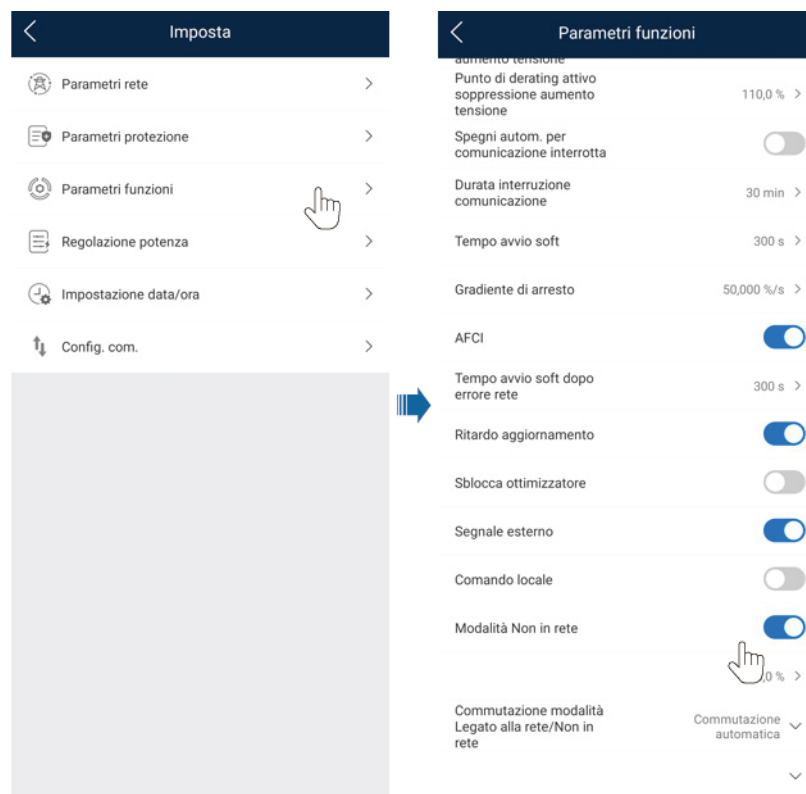 Imposta
Parametri rete
Parametri protezione
Parametri funzioni
Regolazione potenza
Impostazione data/ora
Config. com.
Parametri funzioni
aumento tensione
Punto di derating attivo
soppressione aumento
tensione
110,0 %
Spegni autom. per
comunicazione interrotta
Durata interruzione
comunicazione
30 min
Tempo avvio soft
300 s
Gradiente di arresto
50,000 %/s
AFCI
Tempo avvio soft dopo
errore rete
300 s
Ritardo aggiornamento
Sblocca ottimizzatore
Segnale esterno
Comando locale
Modalità Non in rete
,0 %
Commutazione modalità
Legato alla rete/Non in
rete
Commutazione
automatica